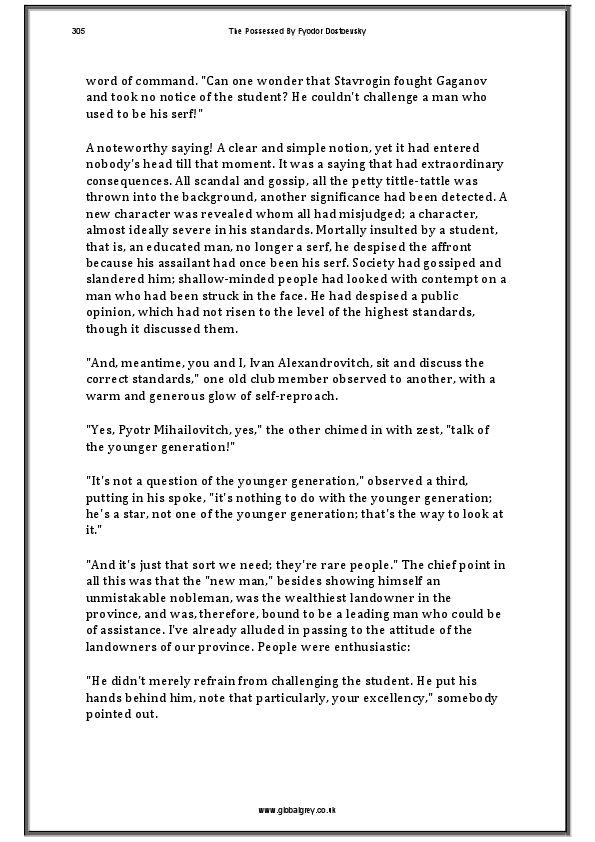 305
The Possessed By Fyodor Dostoevsky
word of command. "Can one wonder that Stavrogin fought Gaganov
and took no notice of the student? He couldn't challenge a man who
used to be his serf!"
A noteworthy saying! A clear and simple notion, yet it had entered
nobody's head till that moment. It was a saying that had extraordinary
consequences. All scandal and gossip, all the petty tittle-tattle was
thrown into the background, another significance had been detected. A
new character was revealed whom all had misjudged; a character,
almost ideally severe in his standards. Mortally insulted by a student,
that is, an educated man, no longer a serf, he despised the affront
because his assailant had once been his serf. Society had gossiped and
slandered him; shallow-minded people had looked with contempt on a
man who had been struck in the face. He had despised a public
opinion, which had not risen to the level of the highest standards,
though it discussed them.
"And, meantime, you and I, Ivan Alexandrovitch, sit and discuss the
correct standards," one old club member observed to another, with a
warm and generous glow of self-reproach.
"Yes, Pyotr Mihailovitch, yes," the other chimed in with zest, "talk of
the younger generation!"
"It's not a question of the younger generation," observed a third,
putting in his spoke, "it's nothing to do with the younger generation;
he's a star, not one of the younger generation; that's the way to look at
it."
"And it's just that sort we need; they're rare people." The chief point in
all this was that the "new man," besides showing himself an
unmistakable nobleman, was the wealthiest landowner in the
province, and was, therefore, bound to be a leading man who could be
of assistance. I've already alluded in passing to the attitude of the
landowners of our province. People were enthusiastic:
"He didn't merely refrain from challenging the student. He put his
hands behind him, note that particularly, your excellency," somebody
pointed out.
www.globalgrey.co.uk